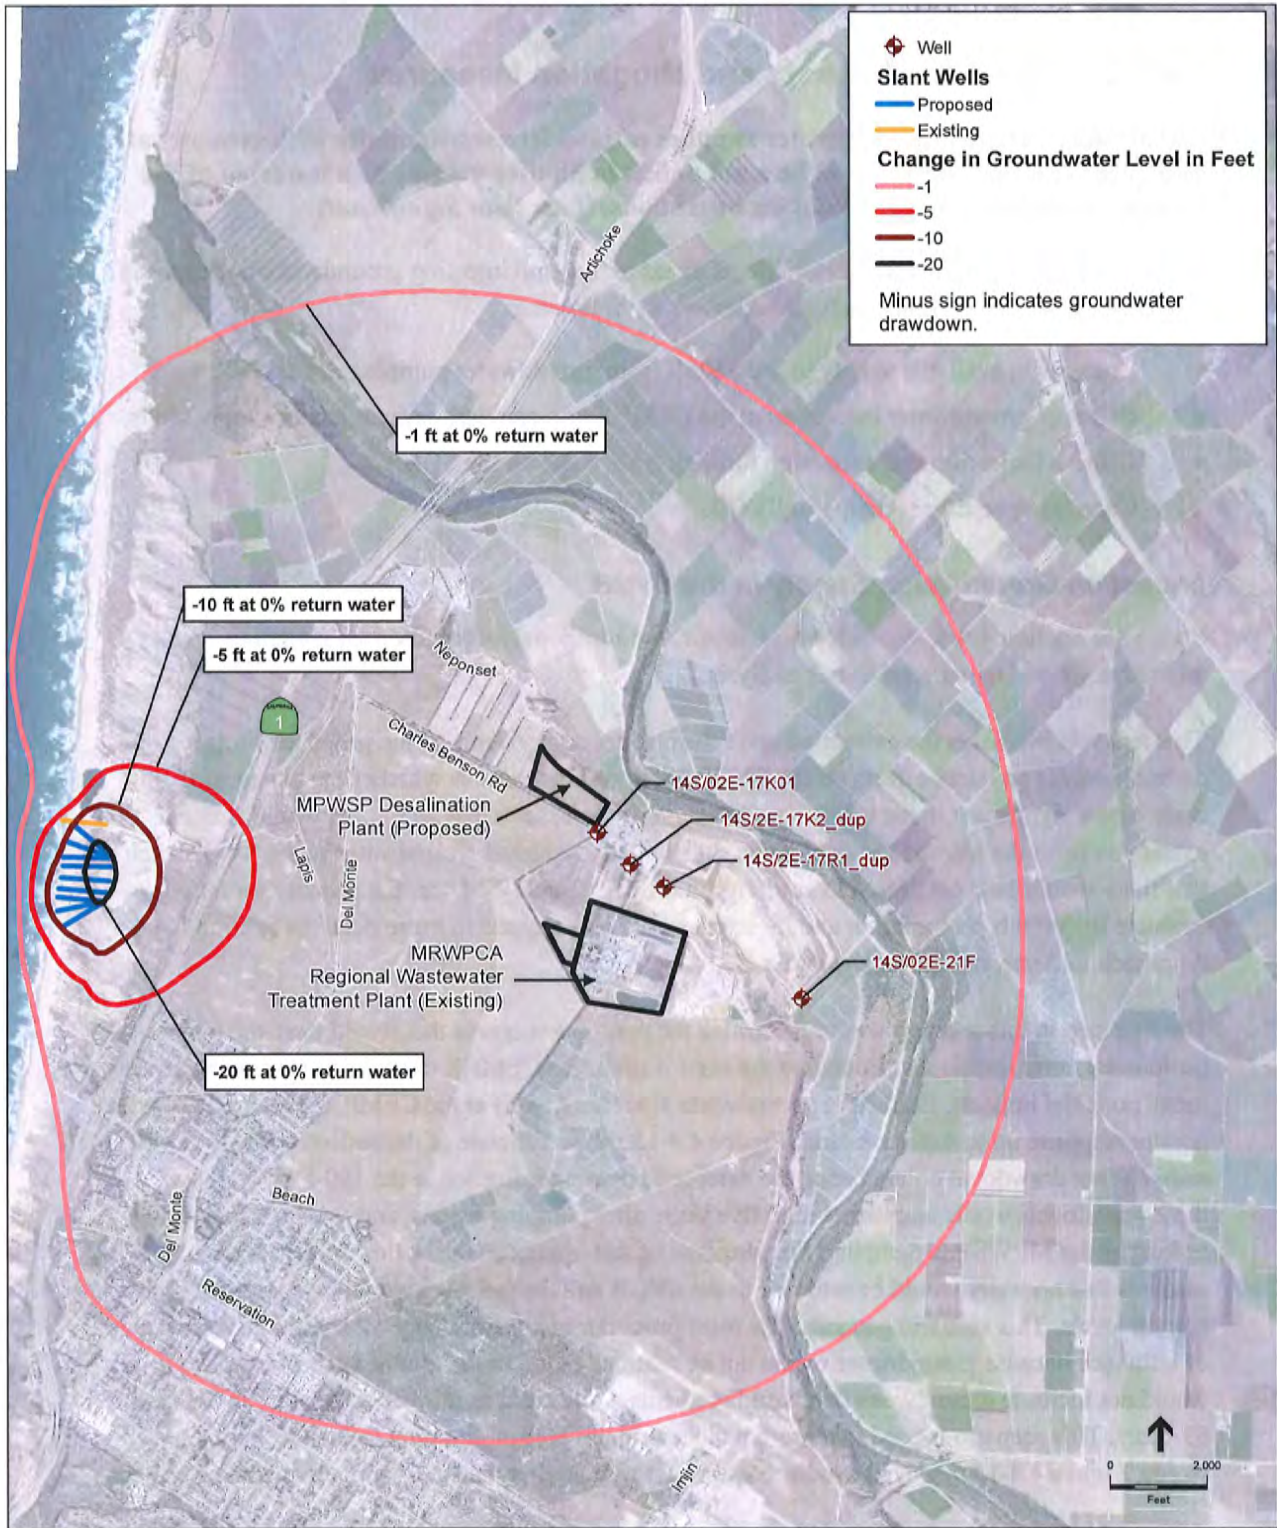 Well
Slant Wells
Proposed
Existing
Change in Groundwater Level in Feet
-1
-5
-10
-20
Minus sign indicates groundwater
drawdown.
Artichoke
-1 ft at 0% return water
-10 ft at 0% return water
-5 ft at 0% return water
Neponset
1
Charles Benson Rd
14S/02E-17K01
MPWSP Desalination
Plant (Proposed)
14S/2E-17K2_dup
14S/2E-17R1_dup
Lapis
Del Monte
MRWPCA
Regional Wastewater
Treatment Plant (Existing)
14S/02E-21F
-20 ft at 0% return water
Del Monte
Beach
Reservation
Imjin
0 2,000
Feet